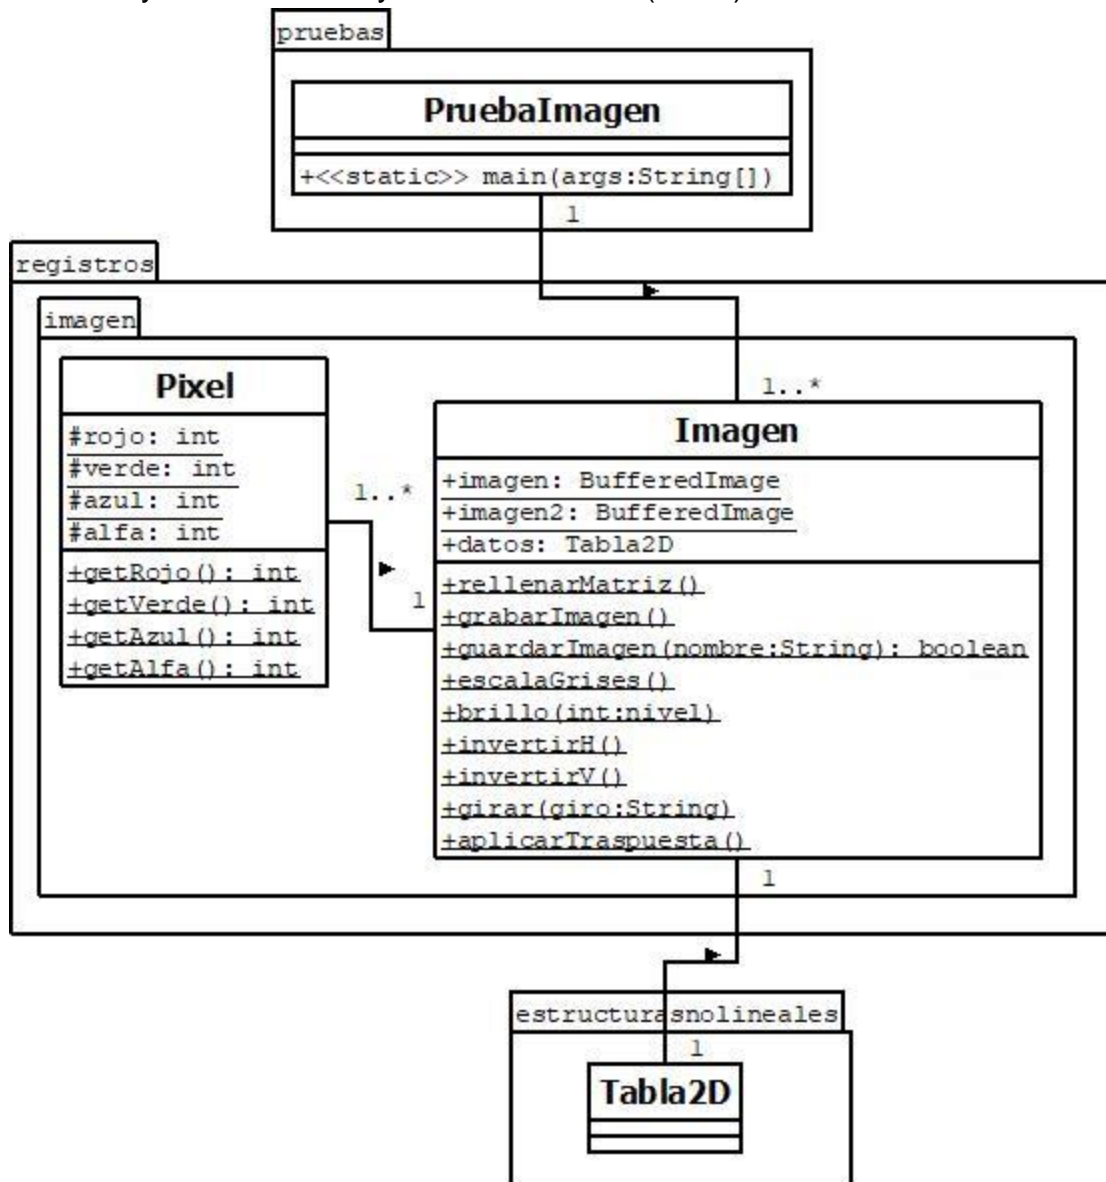 pruebas
PruebaImagen
+<<static>> main(args:String[])
1
registros
imagen
1..*
Pixel
#rojo: int
#verde: int
#azul: int
#alfa: int
+getRojo(): int
+getVerde(): int
+getAzul(): int
+getAlfa(): int
1..*
1
Imagen
+imagen: BufferedImage
+imagen2: BufferedImage
+datos: Tabla2D
+rellenarMatriz()
+grabarImagen()
+guardarImagen(nombre:String): boolean
+escalaGrises()
+brillo(int:nivel)
+invertirH()
+invertirV()
+girar(giro:String)
+aplicarTraspuesta()
1
estructurasnolineales
1
Tabla2D